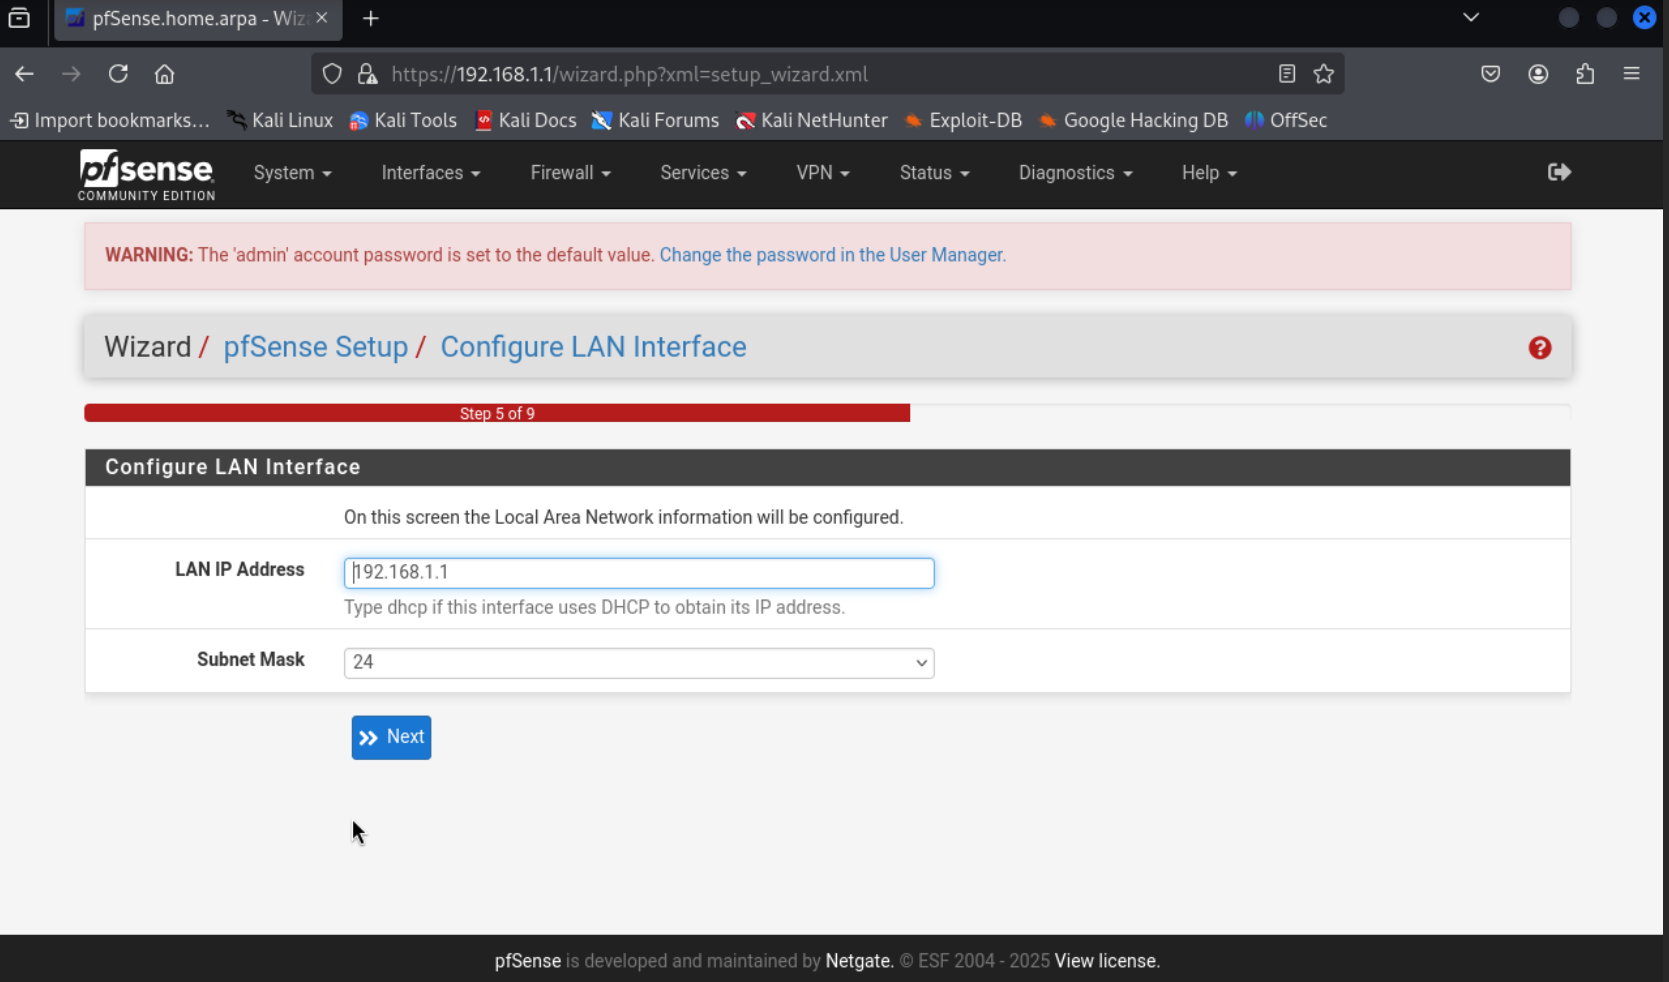 pfSense.home.arpa - Wiz
https://192.168.1.1/wizard.php?xml=setup_wizard.xml
Import bookmarks... Kali Linux Kali Tools Kali Docs Kali Forums Kali NetHunter Exploit-DB Google Hacking DB OffSec
pfsense COMMUNITY EDITION
System Interfaces Firewall Services VPN Status Diagnostics Help
WARNING: The 'admin' account password is set to the default value. Change the password in the User Manager.
Wizard / pfSense Setup / Configure LAN Interface
Step 5 of 9
Configure LAN Interface
On this screen the Local Area Network information will be configured.
LAN IP Address 192.168.1.1
Type dhcp if this interface uses DHCP to obtain its IP address.
Subnet Mask 24
Next
pfSense is developed and maintained by Netgate. © ESF 2004 - 2025 View license.